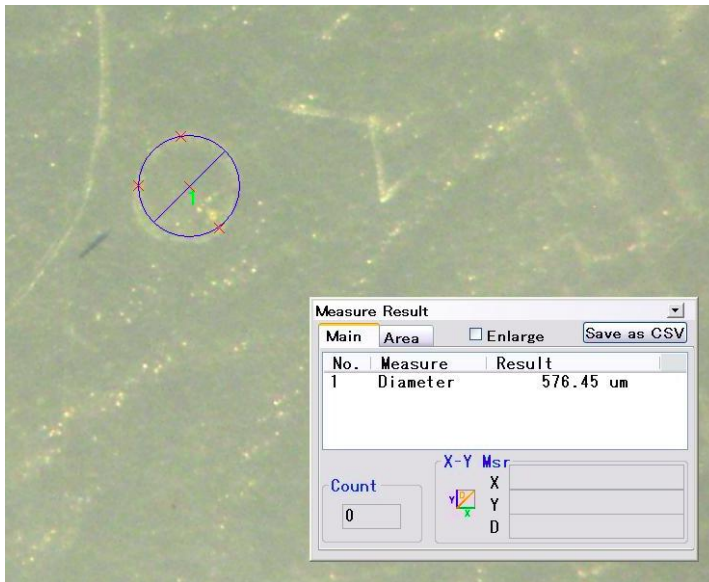 1
Measure Result
Main Area Enlarge Save as CSV
No. Measure Result
1 Diameter 576.45 um
X-Y Msr
Count
0
X
Y
D
Y
X